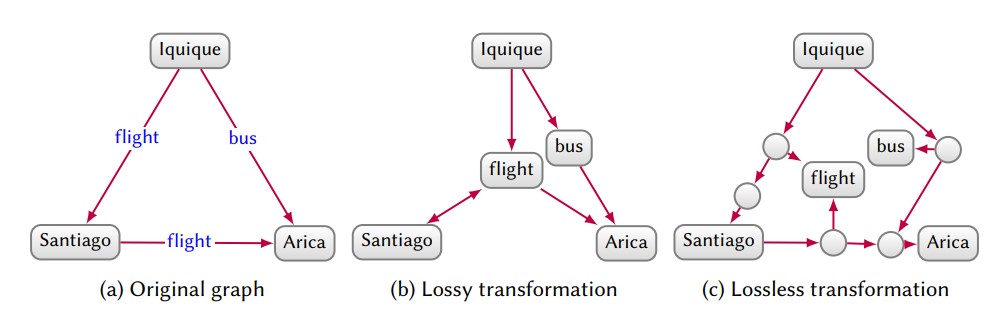 Iquique
flight
bus
Santiago
flight
Arica
(a) Original graph
Iquique
bus
flight
Santiago
Arica
(b) Lossy transformation
Iquique
bus
flight
Santiago
Arica
(c) Lossless transformation